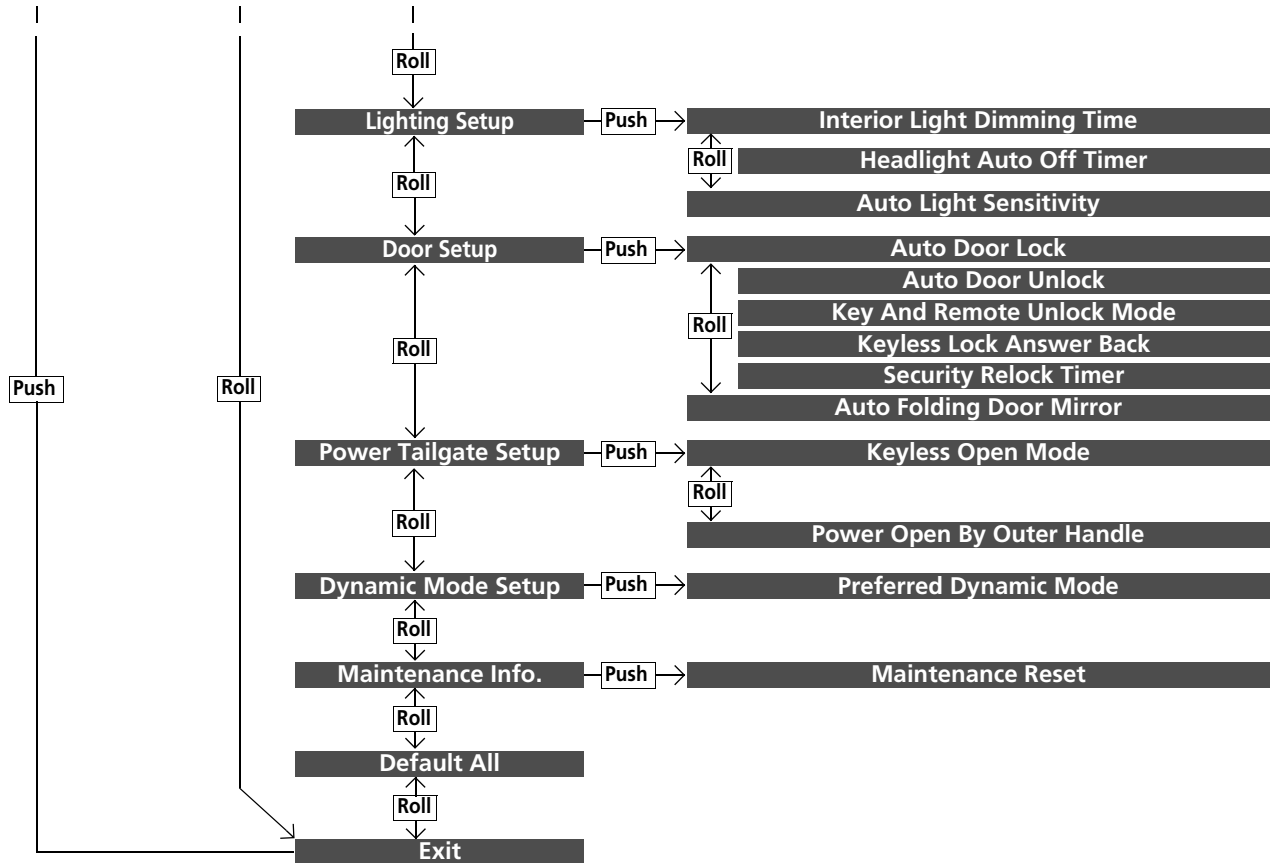 Roll
Lighting Setup
Push
Interior Light Dimming Time
Roll
Headlight Auto Off Timer
Auto Light Sensitivity
Roll
Door Setup
Push
Auto Door Lock
Auto Door Unlock
Key And Remote Unlock Mode
Roll
Keyless Lock Answer Back
Security Relock Timer
Auto Folding Door Mirror
Roll
Push
Roll
Power Tailgate Setup
Push
Keyless Open Mode
Roll
Power Open By Outer Handle
Roll
Dynamic Mode Setup
Push
Preferred Dynamic Mode
Roll
Maintenance Info.
Push
Maintenance Reset
Roll
Default All
Roll
Exit